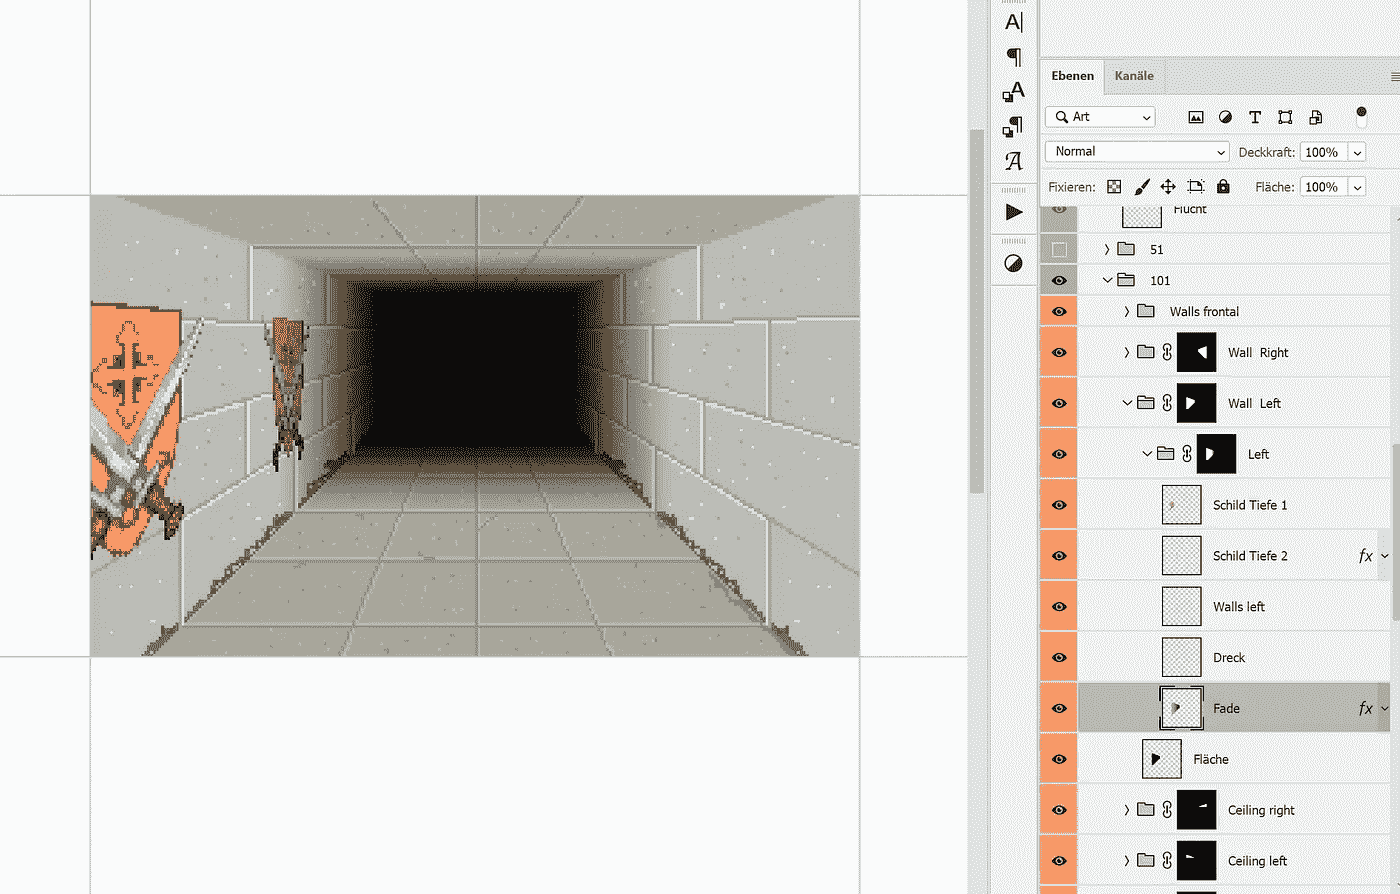 Ebenen Kanäle
Art
Normal Deckkraft: 100%
Fixieren: Fläche: 100%
Flucht
51
101
Walls frontal
Wall Right
Wall Left
Left
Schild Tiefe 1
Schild Tiefe 2 fx
Walls left
Dreck
Fade fx
Fläche
Ceiling right
Ceiling left